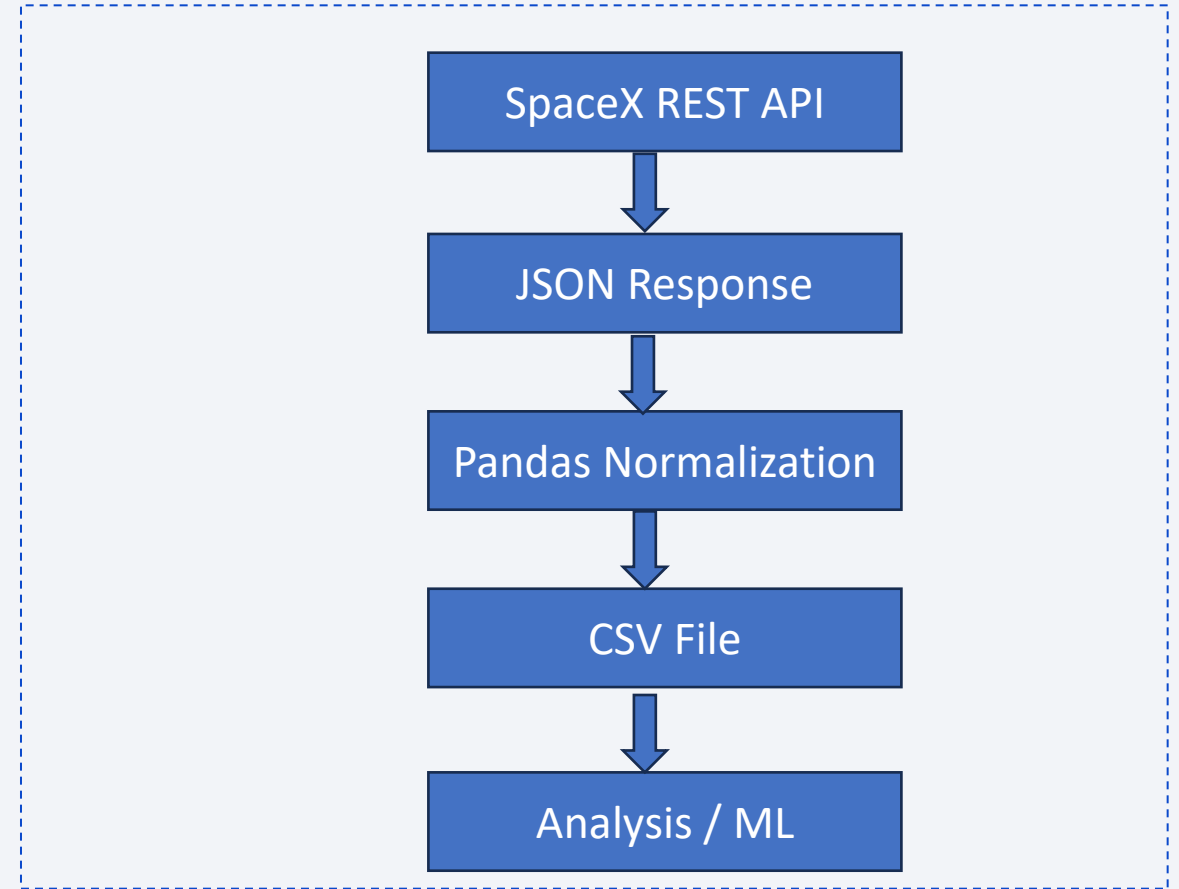 SpaceX REST API
JSON Response
Pandas Normalization
CSV File
Analysis / ML